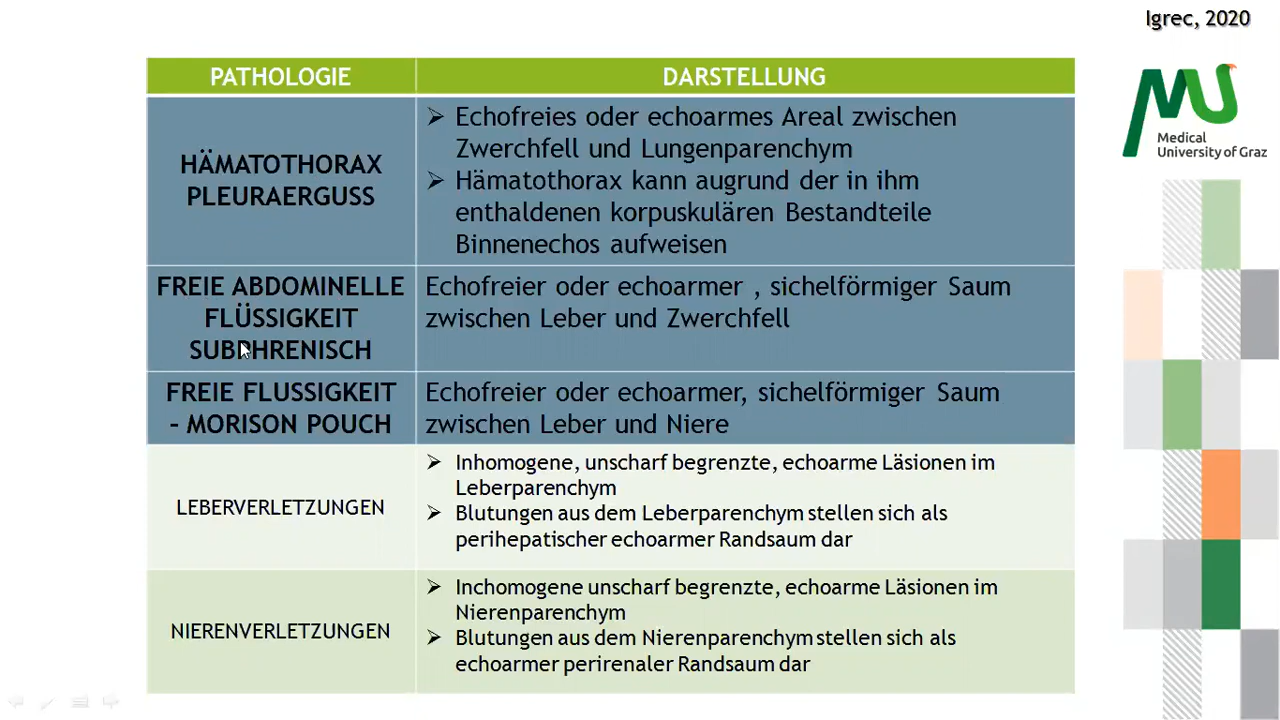 Igrec, 2020
PATHOLOGIE
DARSTELLUNG
HÄMATOTHORAX
PLEURAERGUSS
➢ Echofreies oder echoarmes Areal zwischen
Zwerchfell und Lungenparenchym
➢ Hämatothorax kann augrund der in ihm
enthaldenen korpuskulären Bestandteile
Binnenechos aufweisen
FREIE ABDOMINELLE
FLÜSSIGKEIT
SUBPHRENISCH
Echofreier oder echoarmer , sichelförmiger Saum
zwischen Leber und Zwerchfell
FREIE FLUSSIGKEIT
- MORISON POUCH
Echofreier oder echoarmer, sichelförmiger Saum
zwischen Leber und Niere
LEBERVERLETZUNGEN
➢ Inhomogene, unscharf begrenzte, echoarme Läsionen im
Leberparenchym
➢ Blutungen aus dem Leberparenchym stellen sich als
perihepatischer echoarmer Randsaum dar
NIERENVERLETZUNGEN
➢ Inchomogene unscharf begrenzte, echoarme Läsionen im
Nierenparenchym
➢ Blutungen aus dem Nierenparenchym stellen sich als
echoarmer perirenaler Randsaum dar
MU
Medical
University of Graz